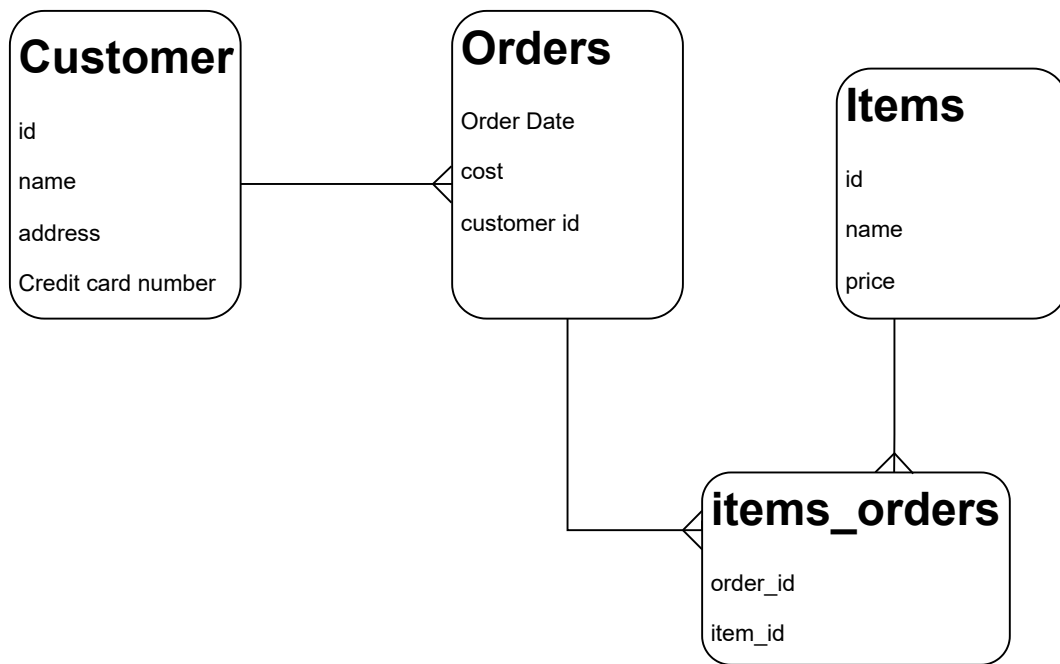 Customer
id
name
address
Credit card number
Orders
Order Date
cost
customer id
Items
id
name
price
items_orders
order_id
item_id